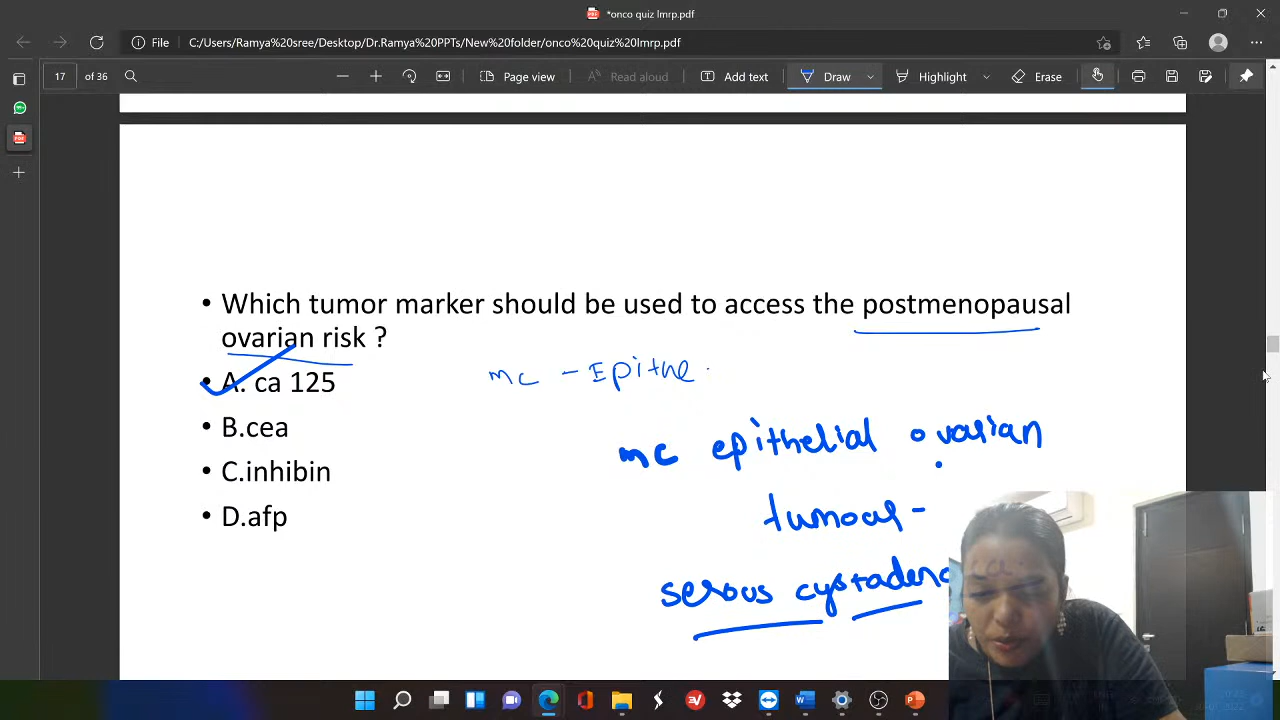 *onco quiz lmrp.pdf
File C:/Users/Ramya%20sree/Desktop/Dr.Ramya%20PPTs/New%20folder/onco%20quiz%20lmrp.pdf
17 of 36 Page view Read aloud Add text Draw Highlight Erase
• Which tumor marker should be used to access the postmenopausal
ovarian risk ?
• A. ca 125
mc - Epithe
• B.cea
mc epithelial ovarian
• C.inhibin
• D.afp
tumour -
serous cystadeno